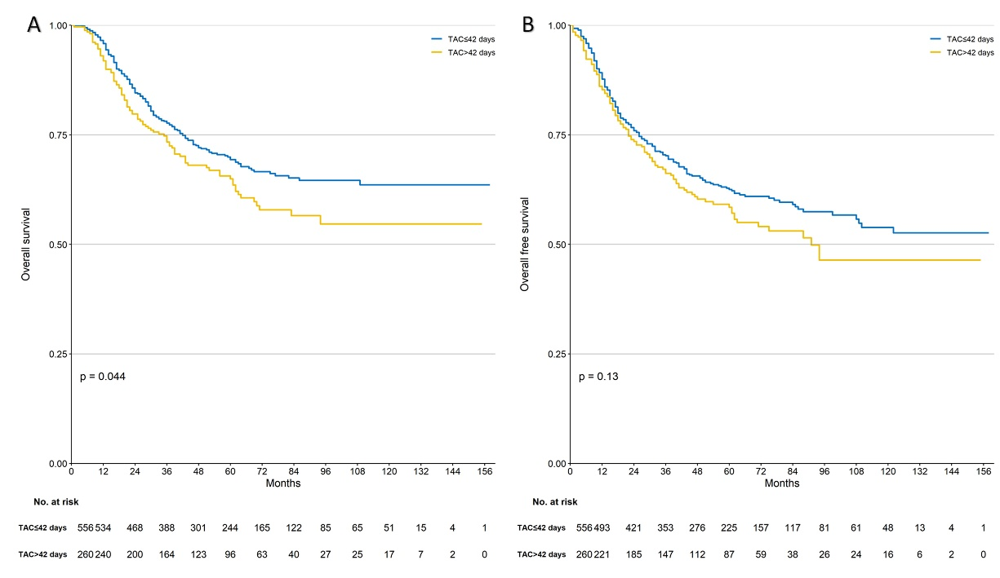 A
1.00
0.75
0.50
0.25
0.00
Overall survival
TAC≤42 days
TAC>42 days
p = 0.044
0 12 24 36 48 60 72 84 96 108 120 132 144 156
Months
No. at risk
TAC≤42 days 556 534 468 388 301 244 165 122 85 65 51 15 4 1
TAC>42 days 260 240 200 164 123 96 63 40 27 25 17 7 2 0
B
1.00
0.75
0.50
0.25
0.00
Overall free survival
TAC≤42 days
TAC>42 days
p = 0.13
0 12 24 36 48 60 72 84 96 108 120 132 144 156
Months
No. at risk
TAC≤42 days 556 493 421 353 276 225 157 117 81 61 48 13 4 1
TAC>42 days 260 221 185 147 112 87 59 38 26 24 16 6 2 0